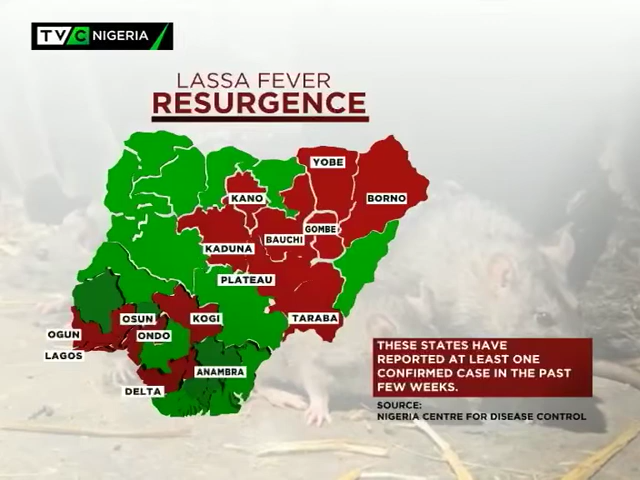 TVC NIGERIA
LASSA FEVER
RESURGENCE
YOBE
KANO
BORNO
GOMBE
BAUCHI
KADUNA
PLATEAU
OSUN
KOGI
TARABA
OGUN
ONDO
LAGOS
ANAMBRA
DELTA
THESE STATES HAVE
REPORTED AT LEAST ONE
CONFIRMED CASE IN THE PAST
FEW WEEKS.
SOURCE:
NIGERIA CENTRE FOR DISEASE CONTROL